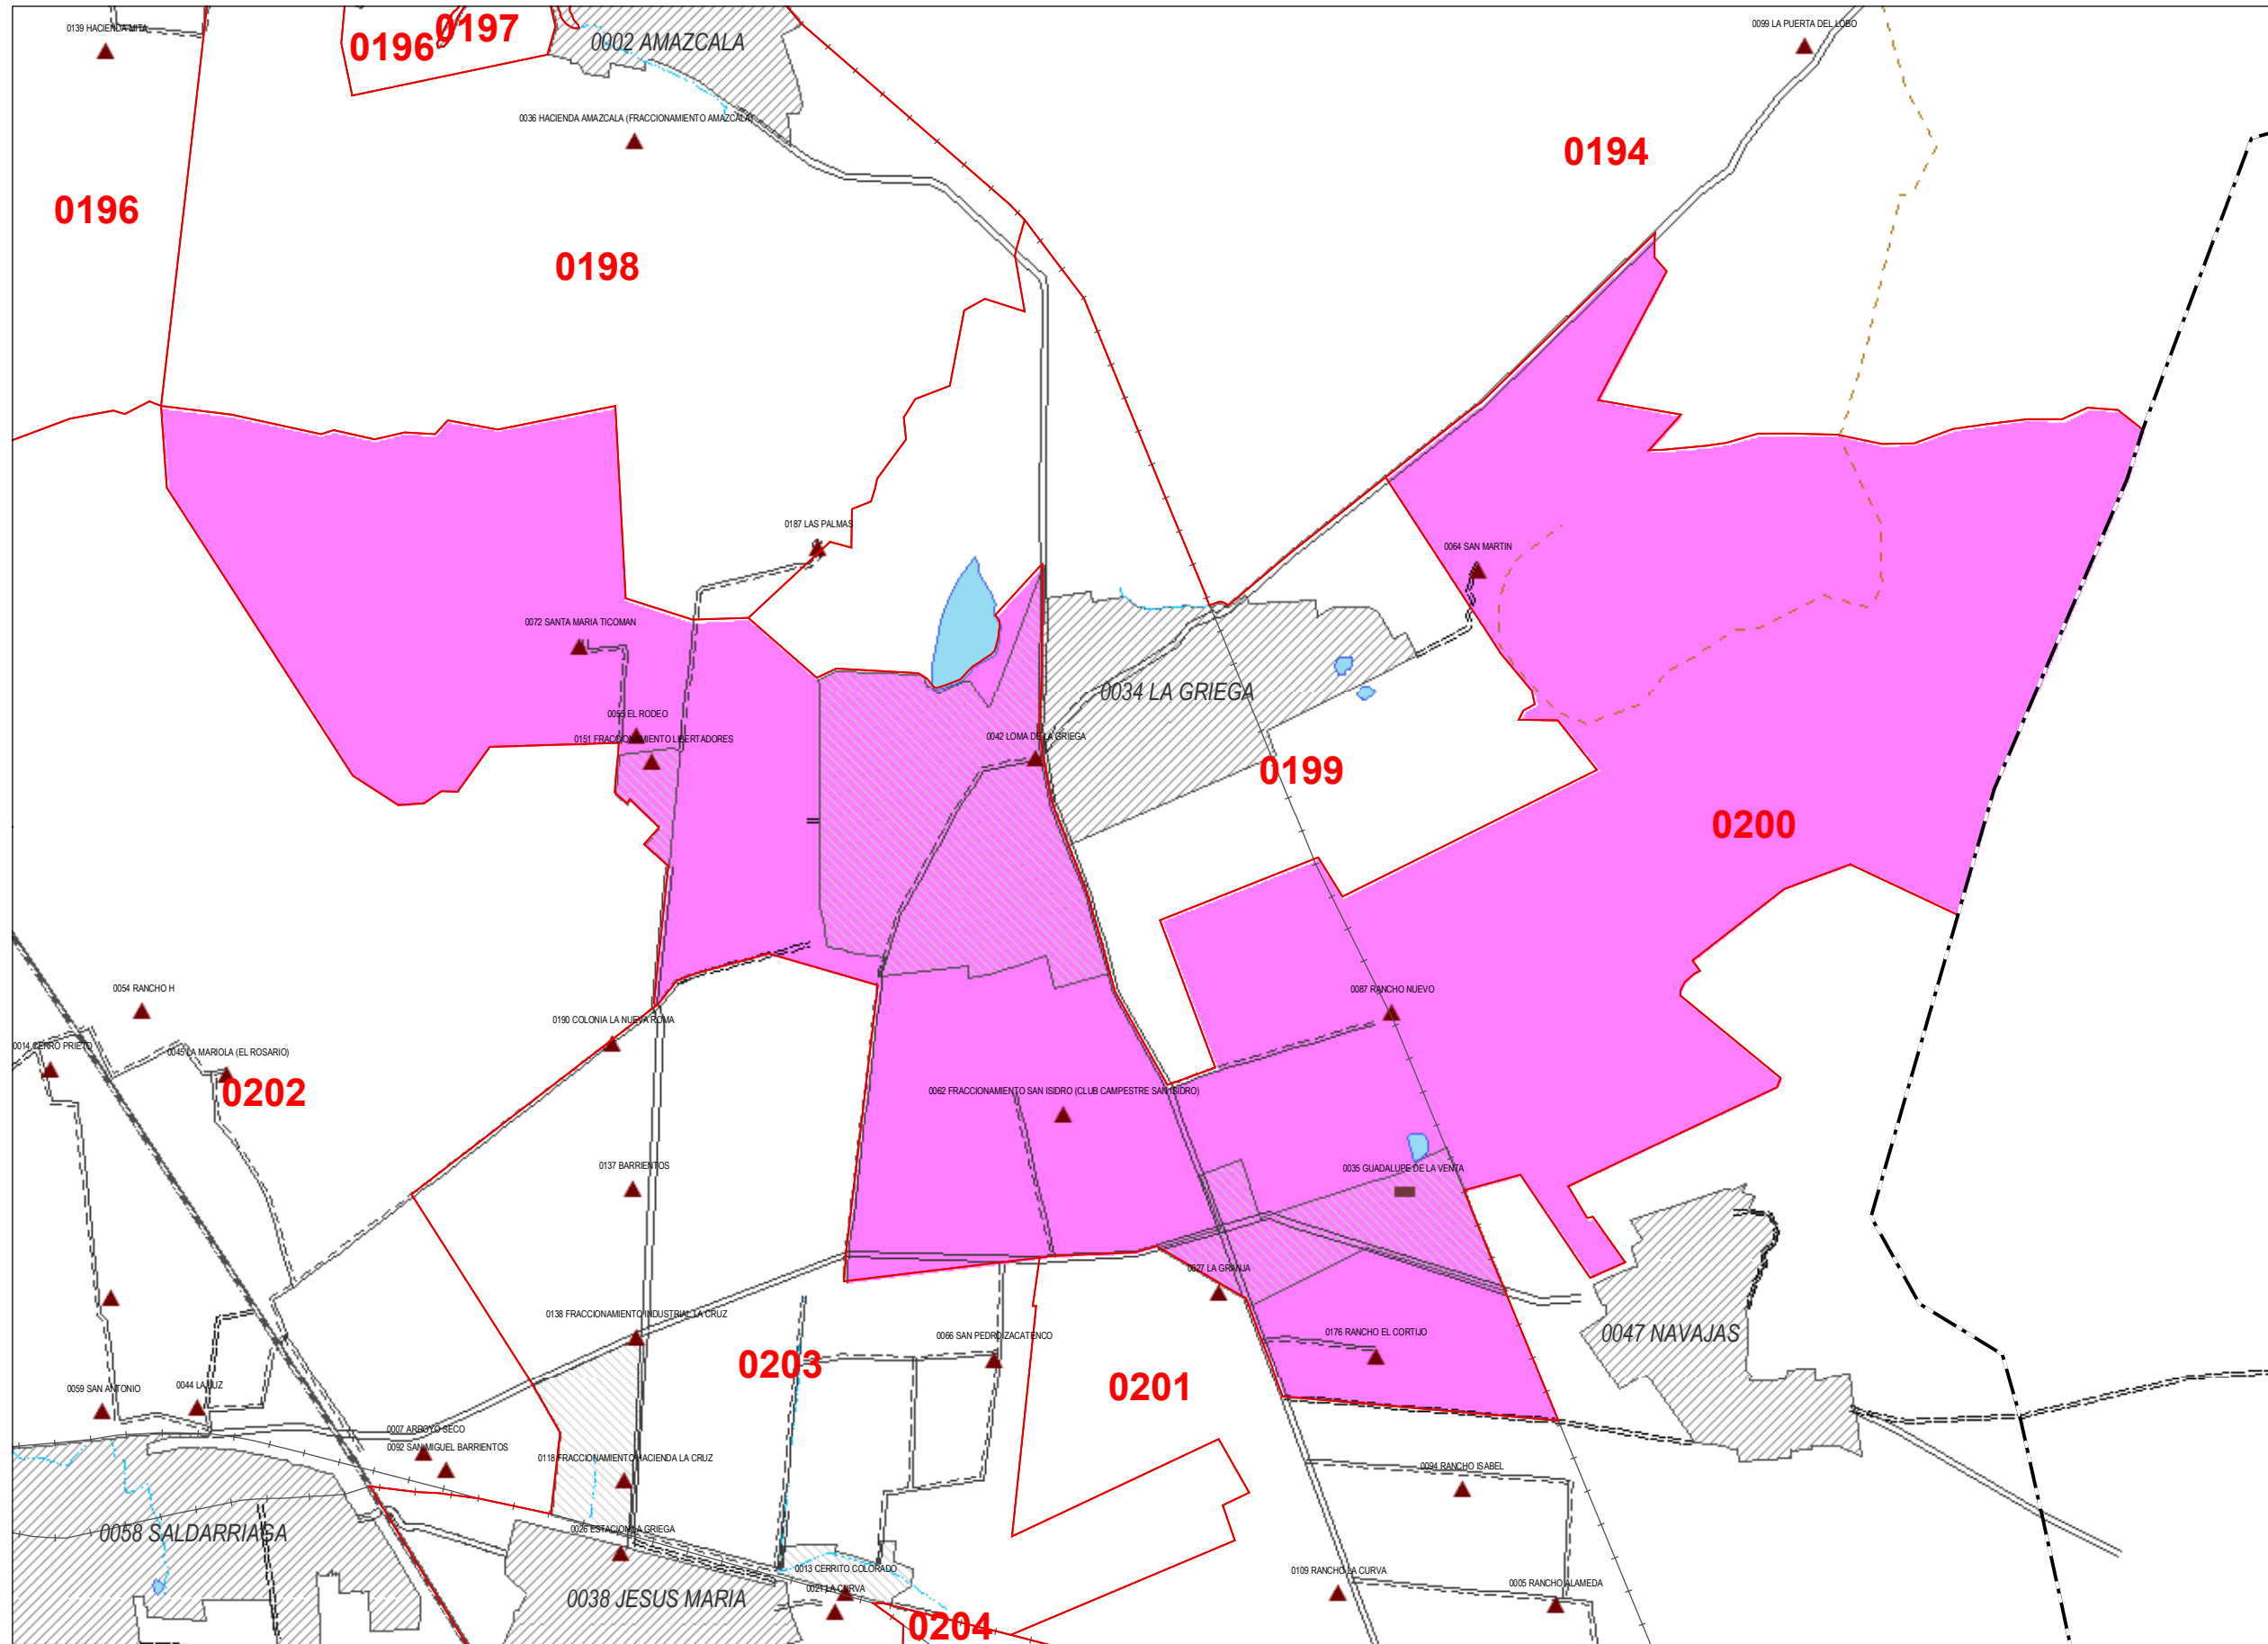 0139 HACIENDA MITA
0196
0197
0002 AMAZCALA
0099 LA PUERTA DEL LOBO
0036 HACIENDA AMAZCALA (FRACCIONAMIENTO AMAZCALA)
0194
0196
0198
0187 LAS PALMAS
0064 SAN MARTIN
0072 SANTA MARIA TICOMAN
0034 LA GRIEGA
0055 EL RODEO
0151 FRACCIONAMIENTO LIBERTADORES
0042 LOMA DE LA GRIEGA
0199
0200
0054 RANCHO H
0087 RANCHO NUEVO
0190 COLONIA LA NUEVA ROMA
0014 CERRO PRIETO
0045 LA MARIOLA (EL ROSARIO)
0202
0062 FRACCIONAMIENTO SAN ISIDRO (CLUB CAMPESTRE SAN ISIDRO)
0137 BARRIENTOS
0035 GUADALUPE DE LA VENTA
0027 LA GRANJA
0138 FRACCIONAMIENTO INDUSTRIAL LA CRUZ
0066 SAN PEDRO ZACATENCO
0176 RANCHO EL CORTIJO
0047 NAVAJAS
0203
0201
0059 SAN ANTONIO
0044 LA LUZ
0007 ARROYO SECO
0092 SAN MIGUEL BARRIENTOS
0118 FRACCIONAMIENTO HACIENDA LA CRUZ
0094 RANCHO ISABEL
0058 SALDARRIAGA
0026 ESTACION LA GRIEGA
0013 CERRITO COLORADO
0021 LA CURVA
0109 RANCHO LA CURVA
0005 RANCHO ALAMEDA
0038 JESUS MARIA
0204